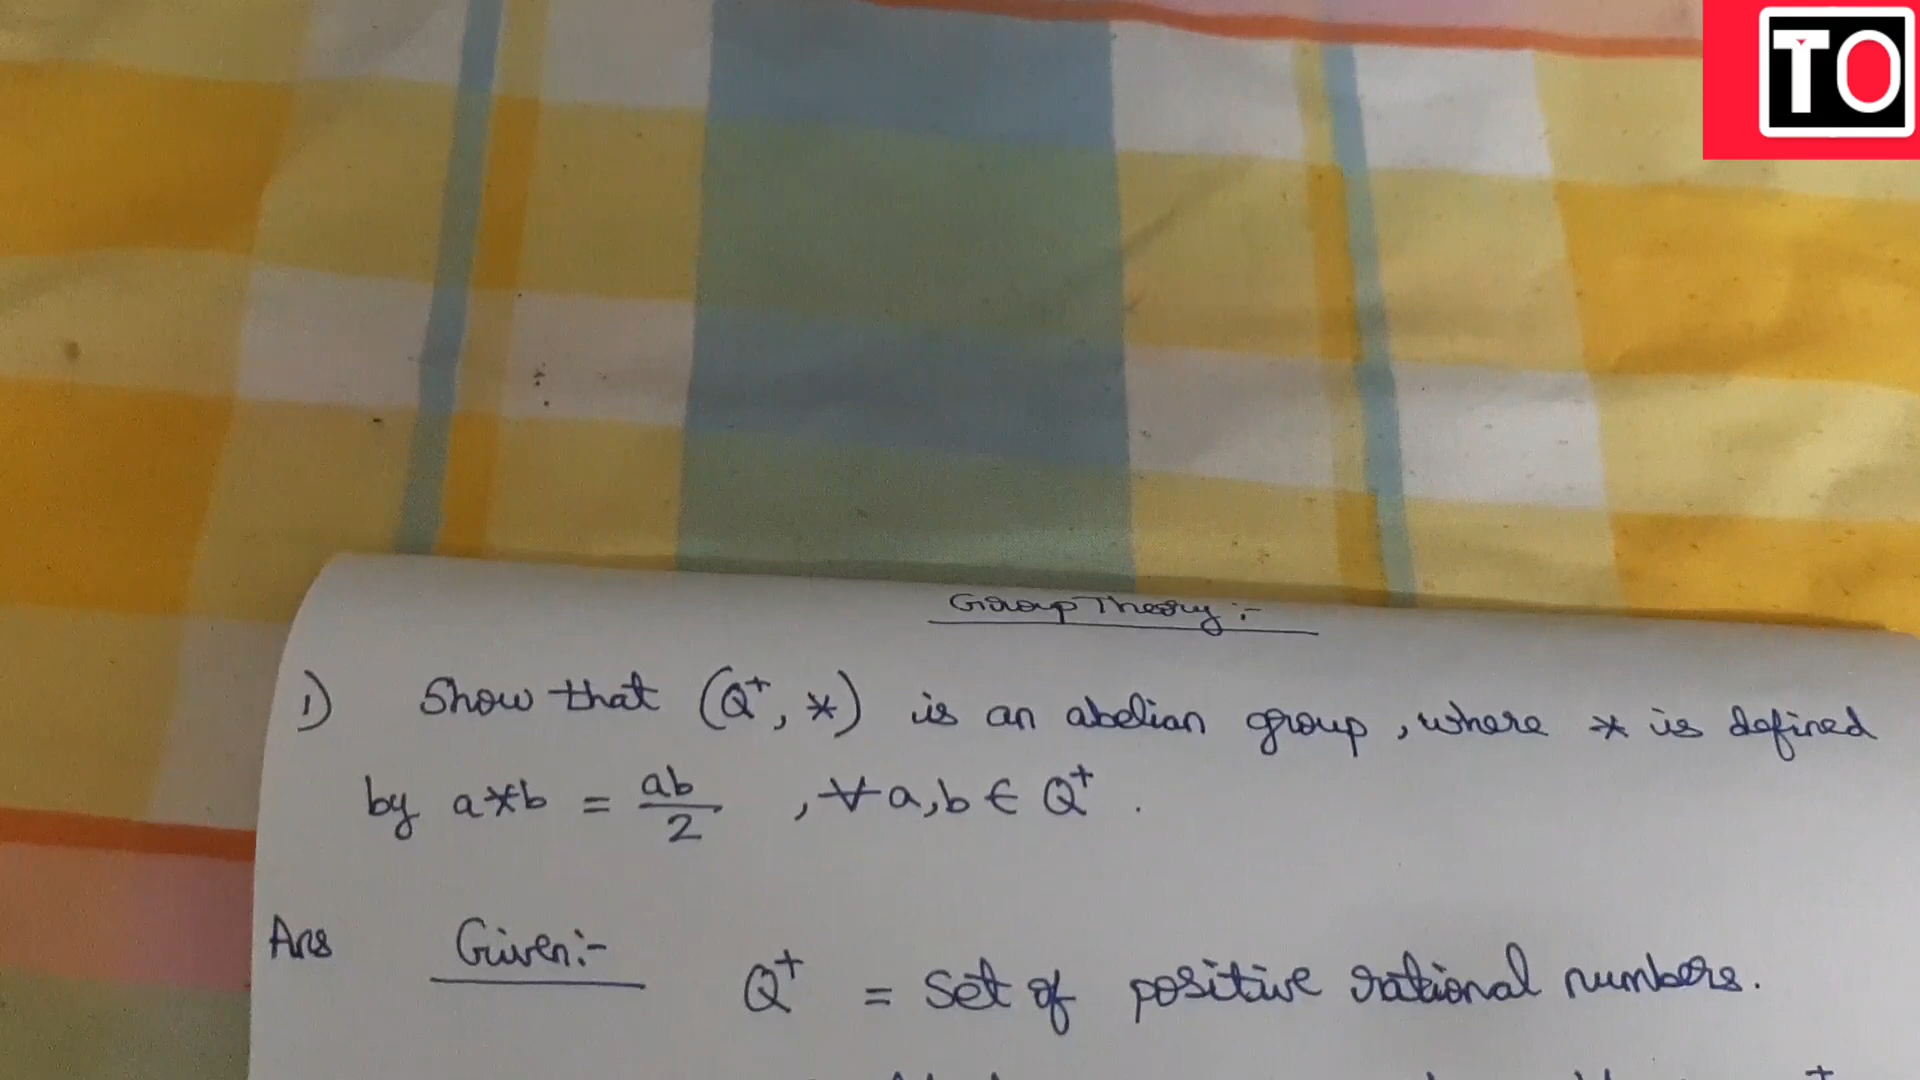 TO
Group Theory :-
1) Show that (Q⁺, *) is an abelian group, where * is defined
by a*b = ab/2 , ∀ a,b ∈ Q⁺ .
Ans Given:-
Q⁺ = set of positive rational numbers.